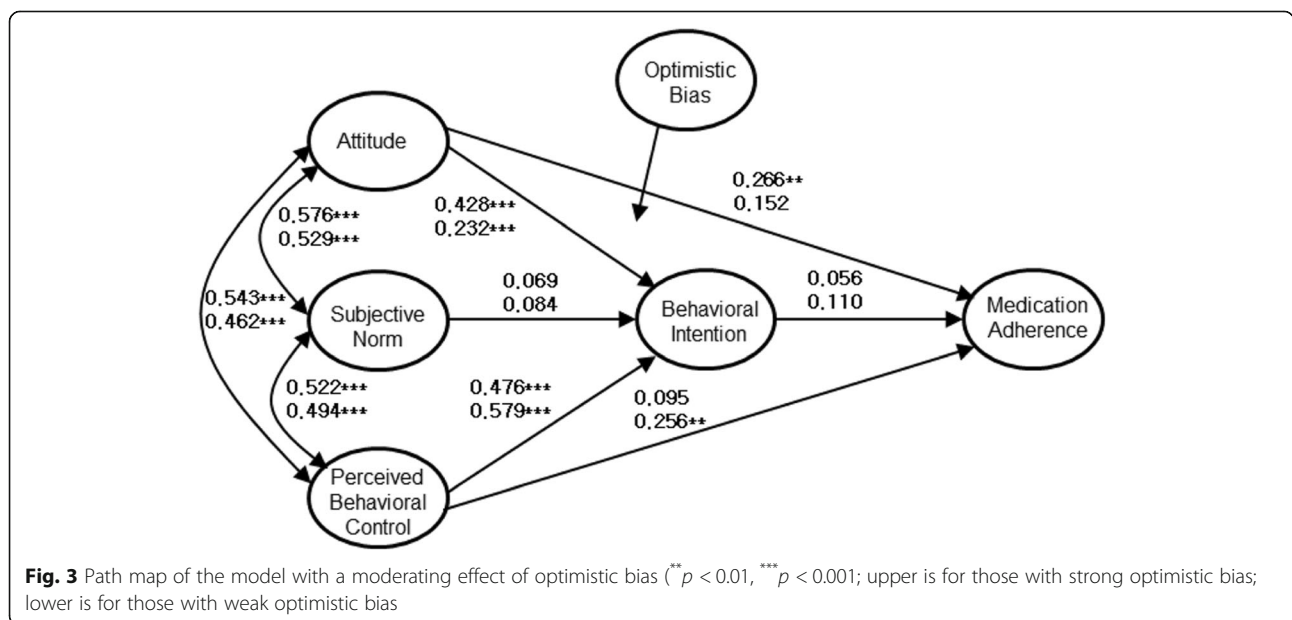 Optimistic
Bias
Attitude
0.266**
0.152
0.428***
0.232***
0.576***
0.529***
0.069
0.084
0.056
0.110
0.543***
0.462***
Subjective
Norm
Behavioral
Intention
Medication
Adherence
0.522***
0.494***
0.476***
0.579***
0.095
0.256**
Perceived
Behavioral
Control
Fig. 3 Path map of the model with a moderating effect of optimistic bias (**p < 0.01, ***p < 0.001; upper is for those with strong optimistic bias;
lower is for those with weak optimistic bias